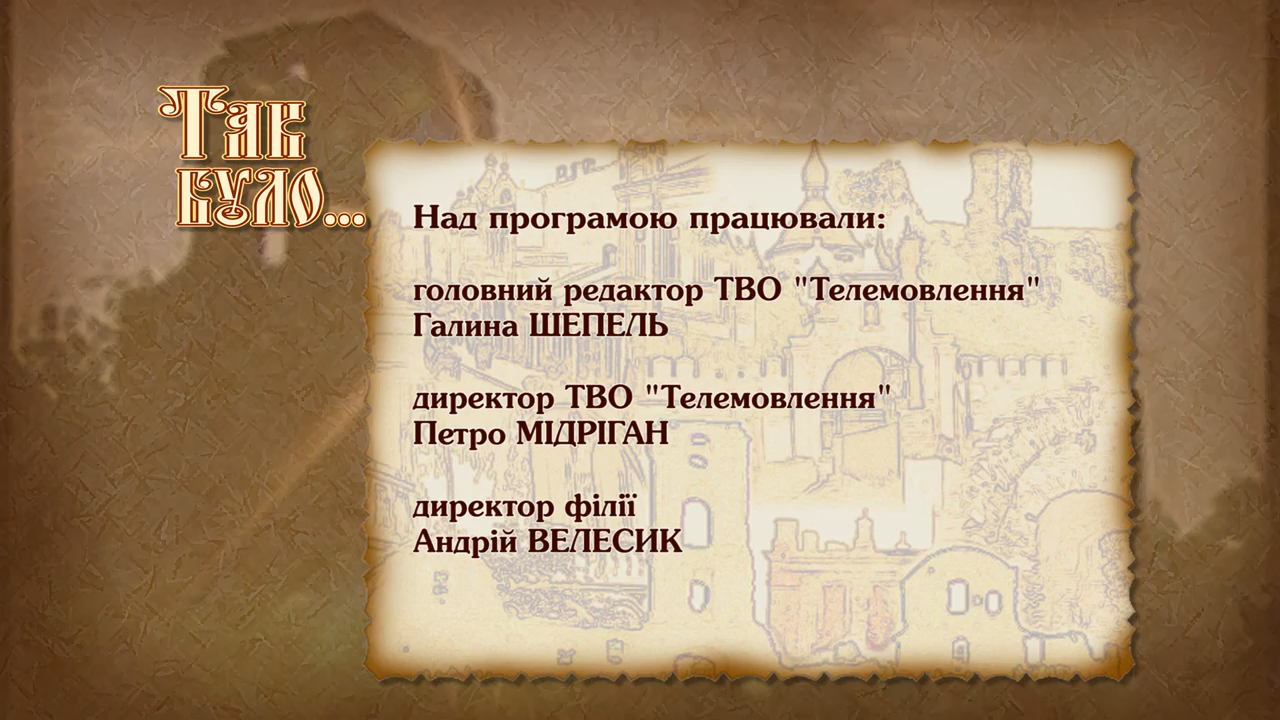 Так
було...
Над програмою працювали:
головний редактор ТВО "Телемовлення"
Галина ШЕПЕЛЬ
директор ТВО "Телемовлення"
Петро МІДРІГАН
директор філії
Андрій ВЕЛЕСИК